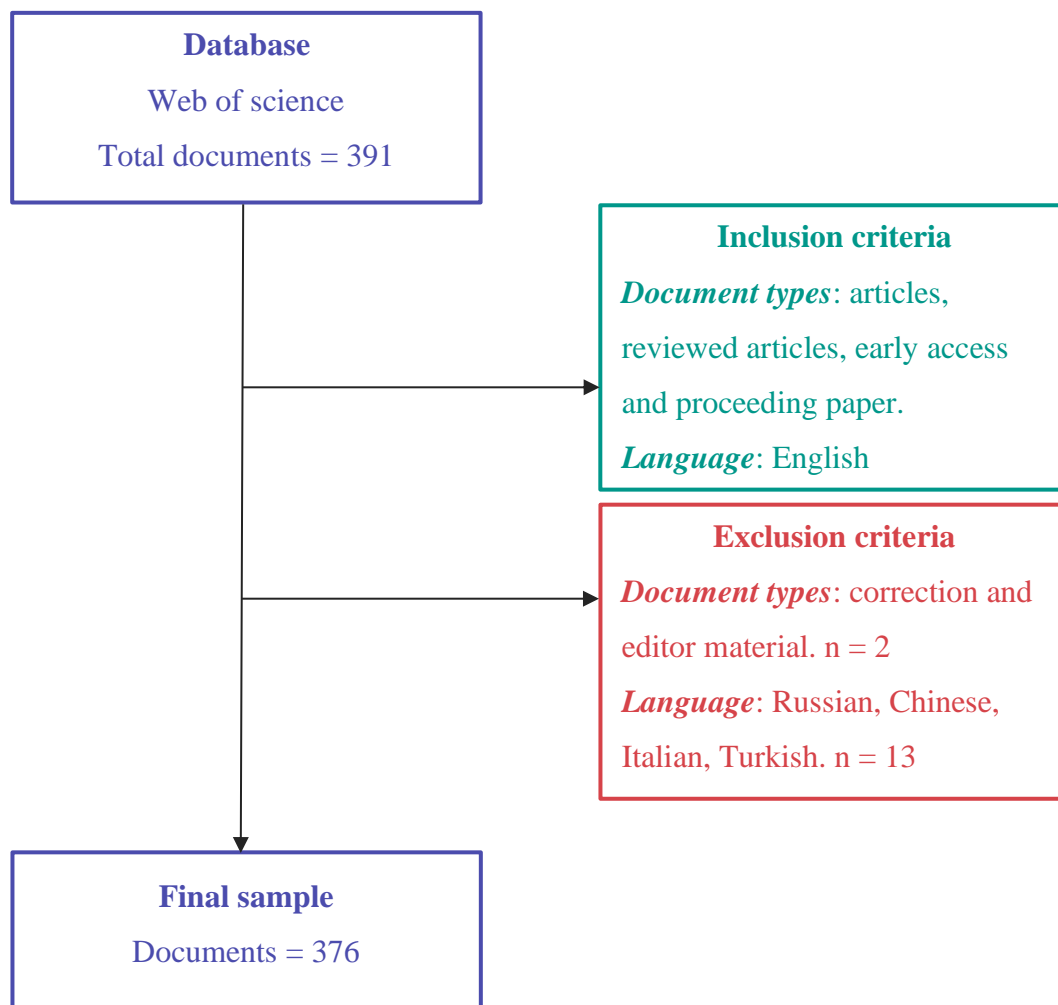 Database
Web of science
Total documents = 391
Inclusion criteria
Document types: articles,
reviewed articles, early access
and proceeding paper.
Language: English
Exclusion criteria
Document types: correction and
editor material. n = 2
Language: Russian, Chinese,
Italian, Turkish. n = 13
Final sample
Documents = 376